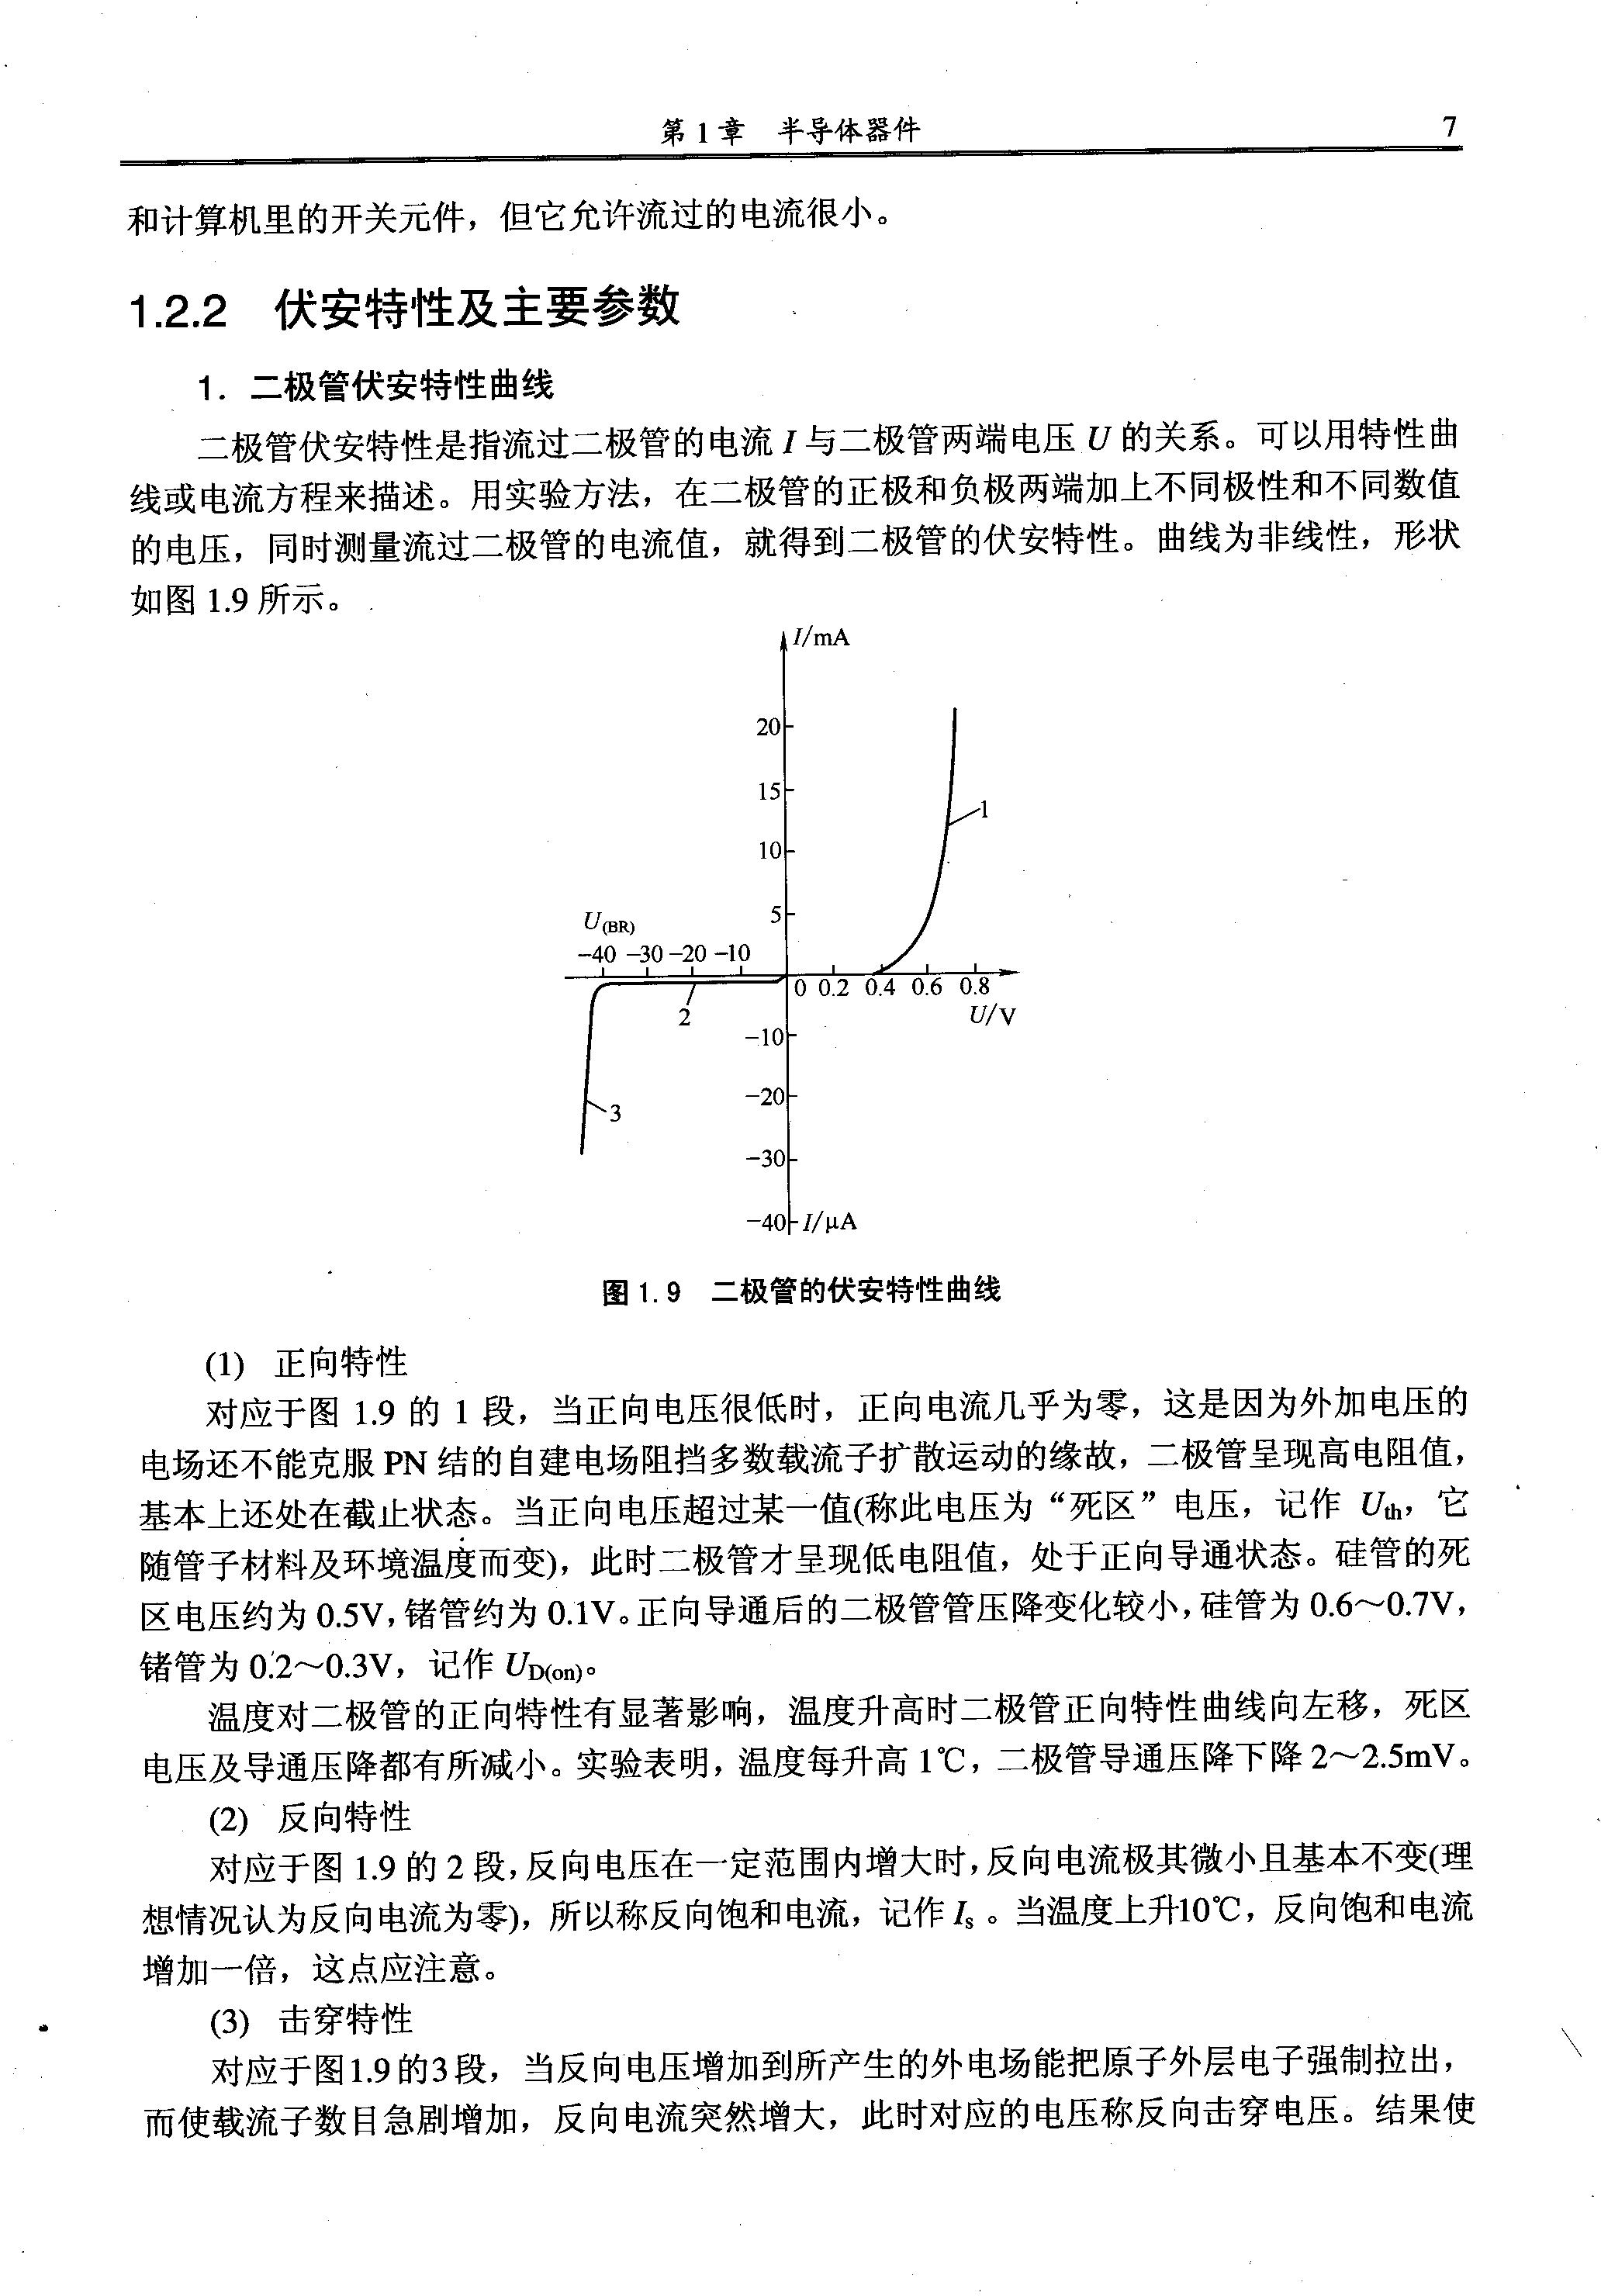 第1章 半导体器件 7
和计算机里的开关元件，但它允许流过的电流很小。
1.2.2 伏安特性及主要参数
1. 二极管伏安特性曲线
二极管伏安特性是指流过二极管的电流 I 与二极管两端电压 U 的关系。可以用特性曲
线或电流方程来描述。用实验方法，在二极管的正极和负极两端加上不同极性和不同数值
的电压，同时测量流过二极管的电流值，就得到二极管的伏安特性。曲线为非线性，形状
如图 1.9 所示。
I/mA
20
15
1
10
5
U(BR)
−40 −30 −20 −10
0 0.2 0.4 0.6 0.8
2
U/V
−10
−20
3
−30
−40 I/μA
图 1.9 二极管的伏安特性曲线
(1) 正向特性
对应于图 1.9 的 1 段，当正向电压很低时，正向电流几乎为零，这是因为外加电压的
电场还不能克服 PN 结的自建电场阻挡多数载流子扩散运动的缘故，二极管呈现高电阻值，
基本上还处在截止状态。当正向电压超过某一值(称此电压为“死区”电压，记作 Uth，它
随管子材料及环境温度而变)，此时二极管才呈现低电阻值，处于正向导通状态。硅管的死
区电压约为 0.5V，锗管约为 0.1V。正向导通后的二极管管压降变化较小，硅管为 0.6～0.7V，
锗管为 0.2～0.3V，记作 UD(on)。
温度对二极管的正向特性有显著影响，温度升高时二极管正向特性曲线向左移，死区
电压及导通压降都有所减小。实验表明，温度每升高 1℃，二极管导通压降下降 2～2.5mV。
(2) 反向特性
对应于图 1.9 的 2 段，反向电压在一定范围内增大时，反向电流极其微小且基本不变(理
想情况认为反向电流为零)，所以称反向饱和电流，记作 Is 。当温度上升10℃，反向饱和电流
增加一倍，这点应注意。
(3) 击穿特性
对应于图1.9的3段，当反向电压增加到所产生的外电场能把原子外层电子强制拉出，
而使载流子数目急剧增加，反向电流突然增大，此时对应的电压称反向击穿电压。结果使